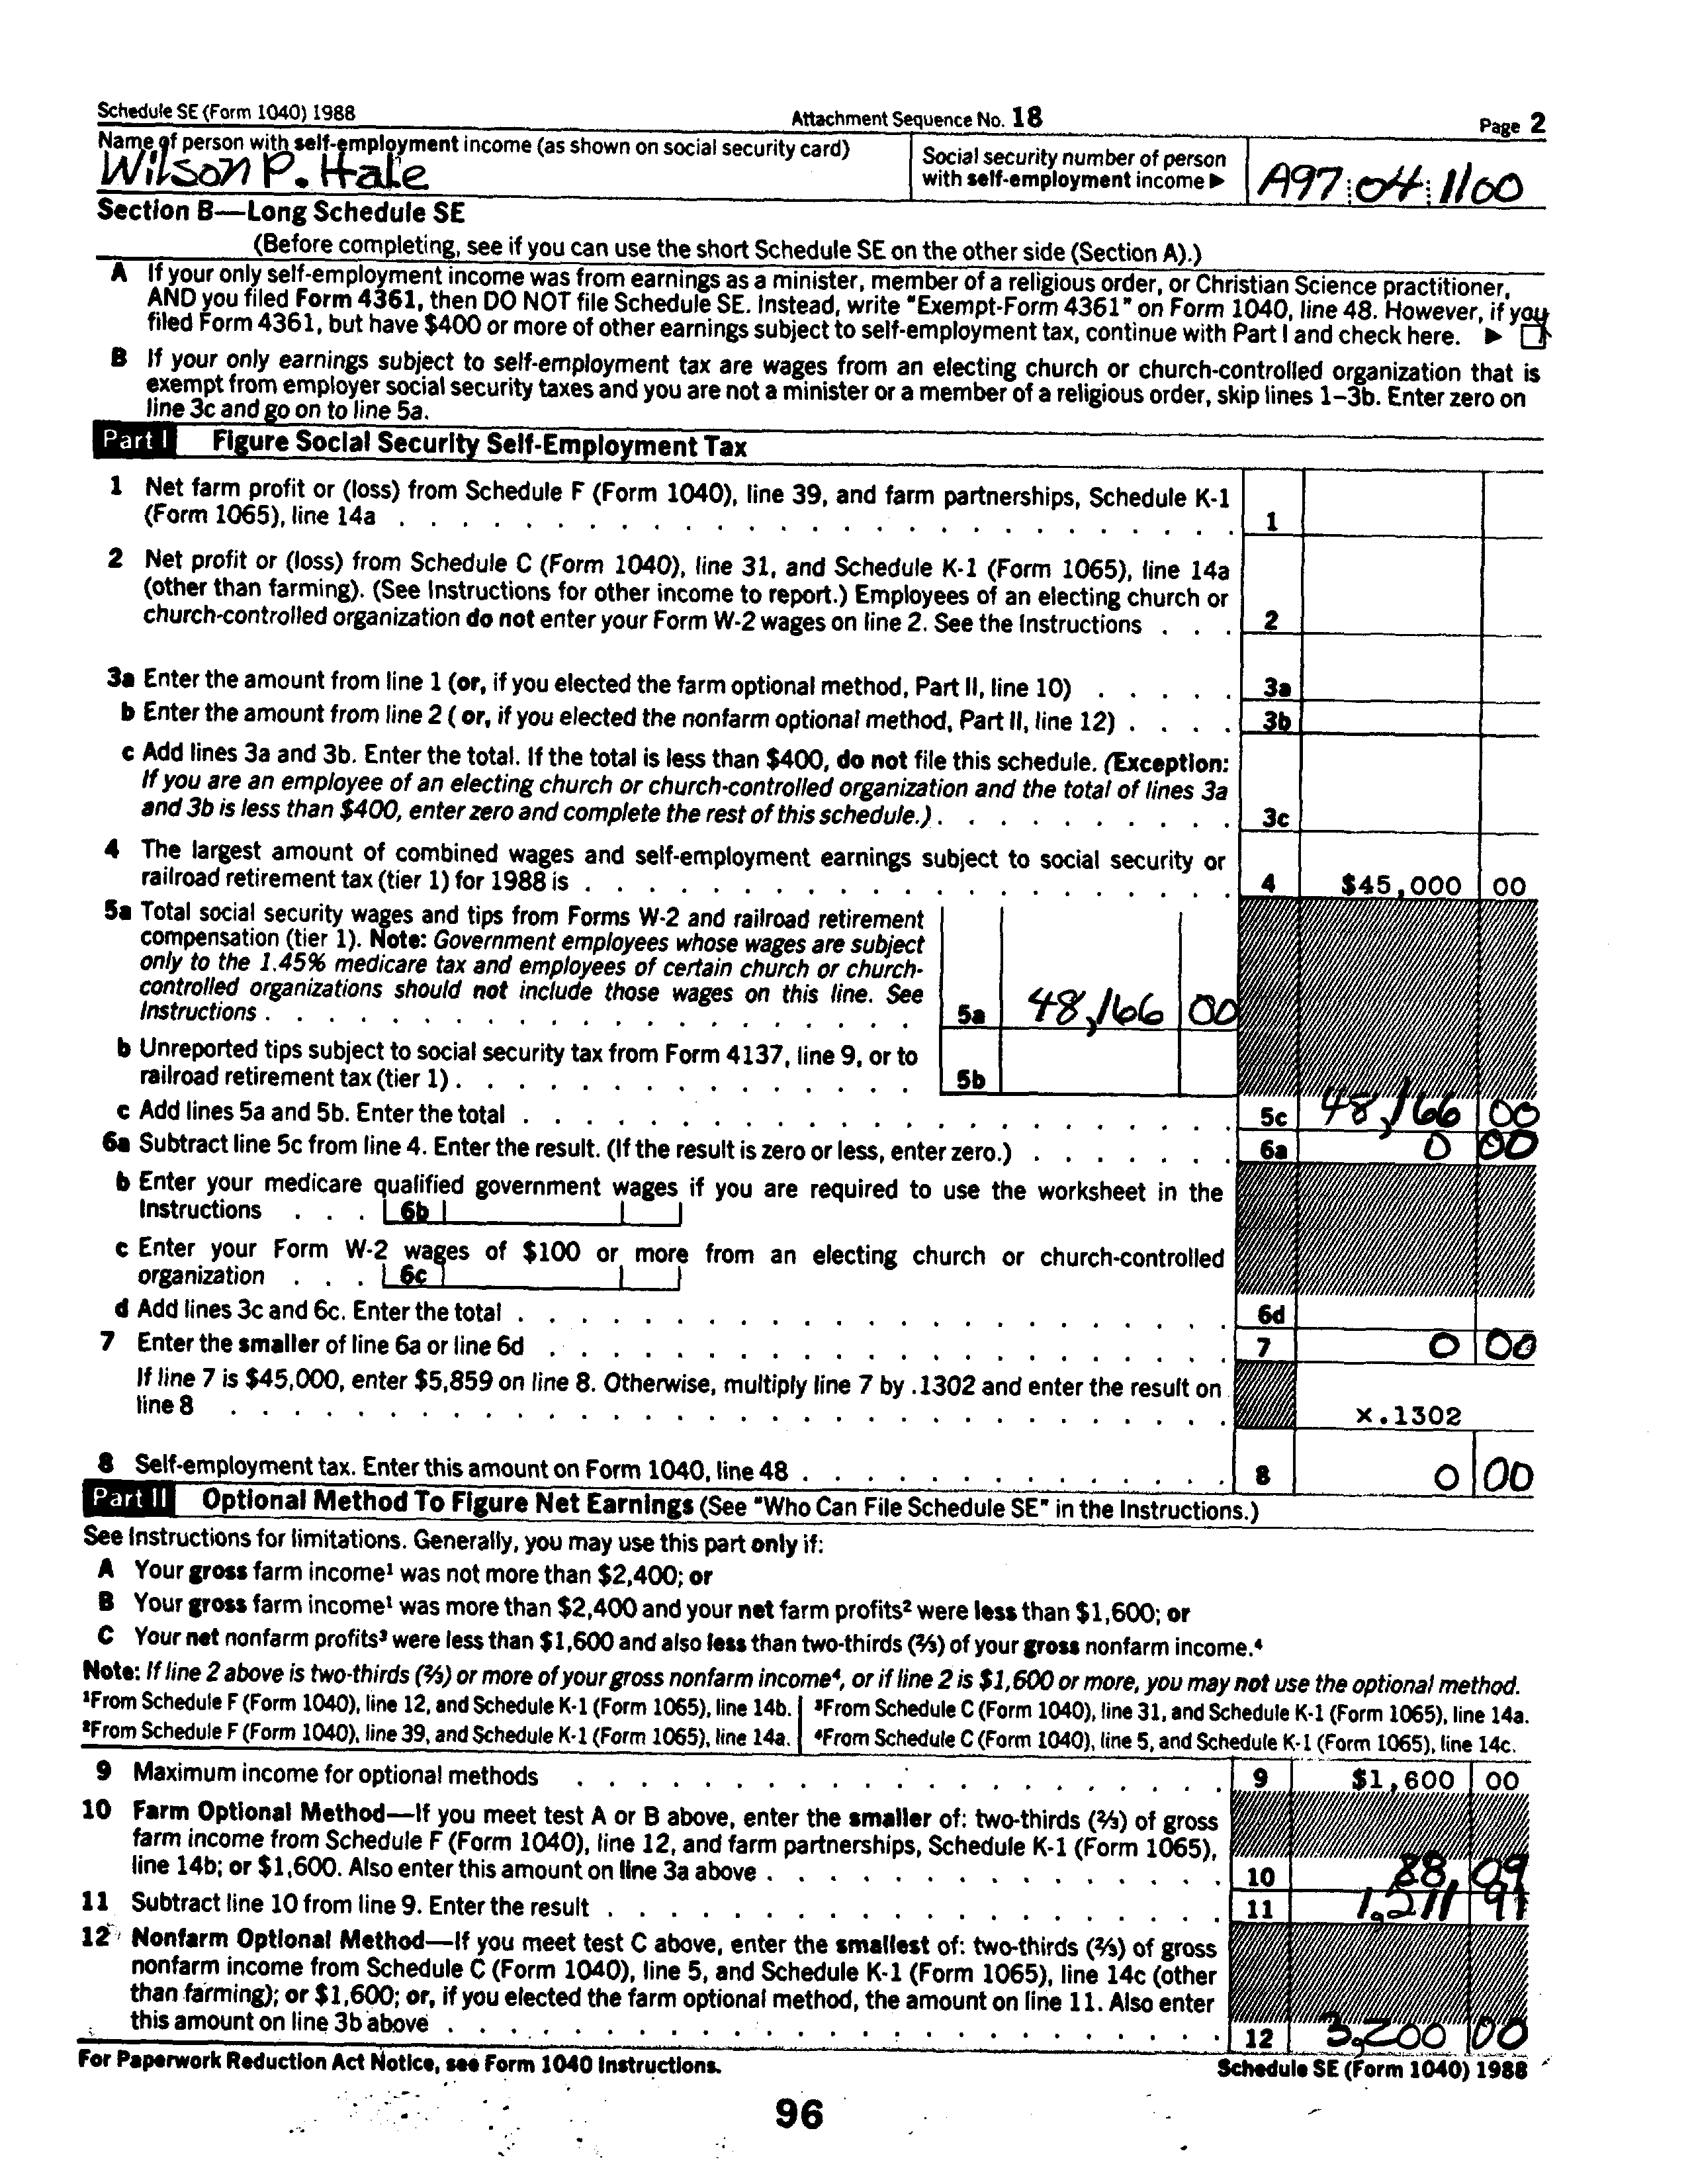 Schedule SE (Form 1040) 1988 Attachment Sequence No. 18 Page 2
Name of person with self-employment income (as shown on social security card)
Wilson P. Hale
Social security number of person
with self-employment income ▶ A97 04 1100
Section B—Long Schedule SE
(Before completing, see if you can use the short Schedule SE on the other side (Section A).)
A If your only self-employment income was from earnings as a minister, member of a religious order, or Christian Science practitioner,
AND you filed Form 4361, then DO NOT file Schedule SE. Instead, write "Exempt-Form 4361" on Form 1040, line 48. However, if you
filed Form 4361, but have $400 or more of other earnings subject to self-employment tax, continue with Part I and check here. ▶
B If your only earnings subject to self-employment tax are wages from an electing church or church-controlled organization that is
exempt from employer social security taxes and you are not a minister or a member of a religious order, skip lines 1–3b. Enter zero on
line 3c and go on to line 5a.
Part I Figure Social Security Self-Employment Tax
1 Net farm profit or (loss) from Schedule F (Form 1040), line 39, and farm partnerships, Schedule K-1
(Form 1065), line 14a 1
2 Net profit or (loss) from Schedule C (Form 1040), line 31, and Schedule K-1 (Form 1065), line 14a
(other than farming). (See Instructions for other income to report.) Employees of an electing church or
church-controlled organization do not enter your Form W-2 wages on line 2. See the Instructions 2
3a Enter the amount from line 1 (or, if you elected the farm optional method, Part II, line 10) 3a
b Enter the amount from line 2 ( or, if you elected the nonfarm optional method, Part II, line 12) 3b
c Add lines 3a and 3b. Enter the total. If the total is less than $400, do not file this schedule. (Exception:
If you are an employee of an electing church or church-controlled organization and the total of lines 3a
and 3b is less than $400, enter zero and complete the rest of this schedule.) 3c
4 The largest amount of combined wages and self-employment earnings subject to social security or
railroad retirement tax (tier 1) for 1988 is 4 $45,000 00
5a Total social security wages and tips from Forms W-2 and railroad retirement
compensation (tier 1). Note: Government employees whose wages are subject
only to the 1.45% medicare tax and employees of certain church or church-
controlled organizations should not include those wages on this line. See
Instructions 5a 48,166 00
b Unreported tips subject to social security tax from Form 4137, line 9, or to
railroad retirement tax (tier 1) 5b
c Add lines 5a and 5b. Enter the total 5c 48,166 00
6a Subtract line 5c from line 4. Enter the result. (If the result is zero or less, enter zero.) 6a 0 00
b Enter your medicare qualified government wages if you are required to use the worksheet in the
Instructions 6b
c Enter your Form W-2 wages of $100 or more from an electing church or church-controlled
organization 6c
d Add lines 3c and 6c. Enter the total 6d
7 Enter the smaller of line 6a or line 6d 7 0 00
If line 7 is $45,000, enter $5,859 on line 8. Otherwise, multiply line 7 by .1302 and enter the result on
line 8 x.1302
8 Self-employment tax. Enter this amount on Form 1040, line 48 8 0 00
Part II Optional Method To Figure Net Earnings (See "Who Can File Schedule SE" in the Instructions.)
See Instructions for limitations. Generally, you may use this part only if:
A Your gross farm income¹ was not more than $2,400; or
B Your gross farm income¹ was more than $2,400 and your net farm profits² were less than $1,600; or
C Your net nonfarm profits³ were less than $1,600 and also less than two-thirds (⅔) of your gross nonfarm income.⁴
Note: If line 2 above is two-thirds (⅔) or more of your gross nonfarm income⁴, or if line 2 is $1,600 or more, you may not use the optional method.
¹From Schedule F (Form 1040), line 12, and Schedule K-1 (Form 1065), line 14b. ³From Schedule C (Form 1040), line 31, and Schedule K-1 (Form 1065), line 14a.
²From Schedule F (Form 1040), line 39, and Schedule K-1 (Form 1065), line 14a. ⁴From Schedule C (Form 1040), line 5, and Schedule K-1 (Form 1065), line 14c.
9 Maximum income for optional methods 9 $1,600 00
10 Farm Optional Method—If you meet test A or B above, enter the smaller of: two-thirds (⅔) of gross
farm income from Schedule F (Form 1040), line 12, and farm partnerships, Schedule K-1 (Form 1065),
line 14b; or $1,600. Also enter this amount on line 3a above 10 88 09
11 Subtract line 10 from line 9. Enter the result 11 1,211 91
12 Nonfarm Optional Method—If you meet test C above, enter the smallest of: two-thirds (⅔) of gross
nonfarm income from Schedule C (Form 1040), line 5, and Schedule K-1 (Form 1065), line 14c (other
than farming); or $1,600; or, if you elected the farm optional method, the amount on line 11. Also enter
this amount on line 3b above 12 3,200 00
For Paperwork Reduction Act Notice, see Form 1040 Instructions. Schedule SE (Form 1040) 1988
96